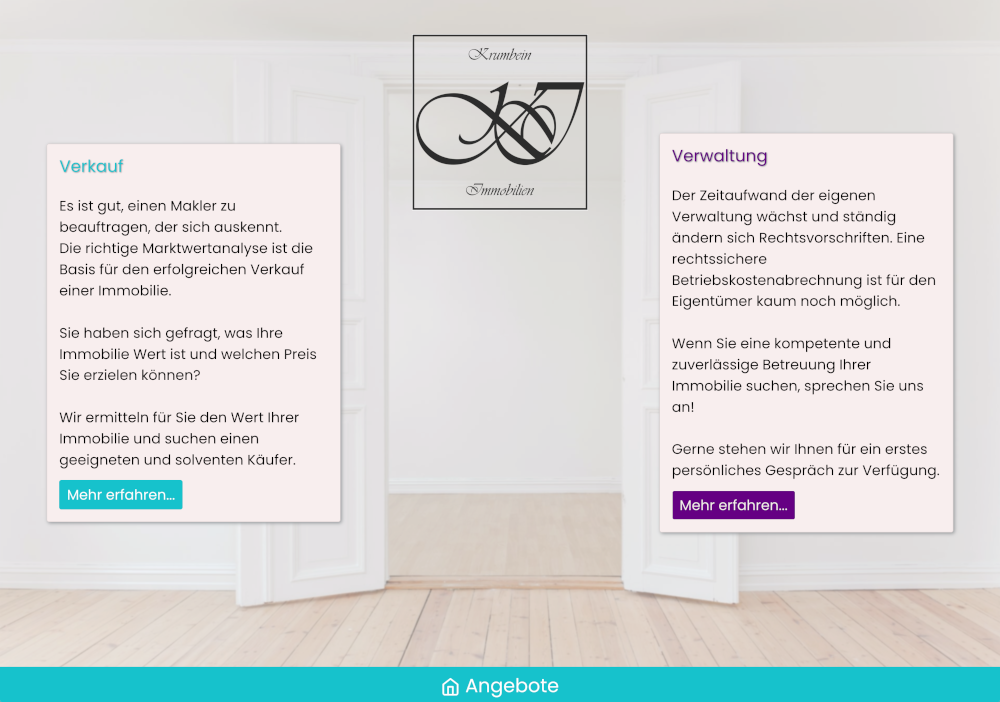 Krumbein
KI
Immobilien
Verkauf
Es ist gut, einen Makler zu
beauftragen, der sich auskennt.
Die richtige Marktwertanalyse ist die
Basis für den erfolgreichen Verkauf
einer Immobilie.
Sie haben sich gefragt, was Ihre
Immobilie Wert ist und welchen Preis
Sie erzielen können?
Wir ermitteln für Sie den Wert Ihrer
Immobilie und suchen einen
geeigneten und solventen Käufer.
Mehr erfahren...
Verwaltung
Der Zeitaufwand der eigenen
Verwaltung wächst und ständig
ändern sich Rechtsvorschriften. Eine
rechtssichere
Betriebskostenabrechnung ist für den
Eigentümer kaum noch möglich.
Wenn Sie eine kompetente und
zuverlässige Betreuung Ihrer
Immobilie suchen, sprechen Sie uns
an!
Gerne stehen wir Ihnen für ein erstes
persönliches Gespräch zur Verfügung.
Mehr erfahren...
Angebote